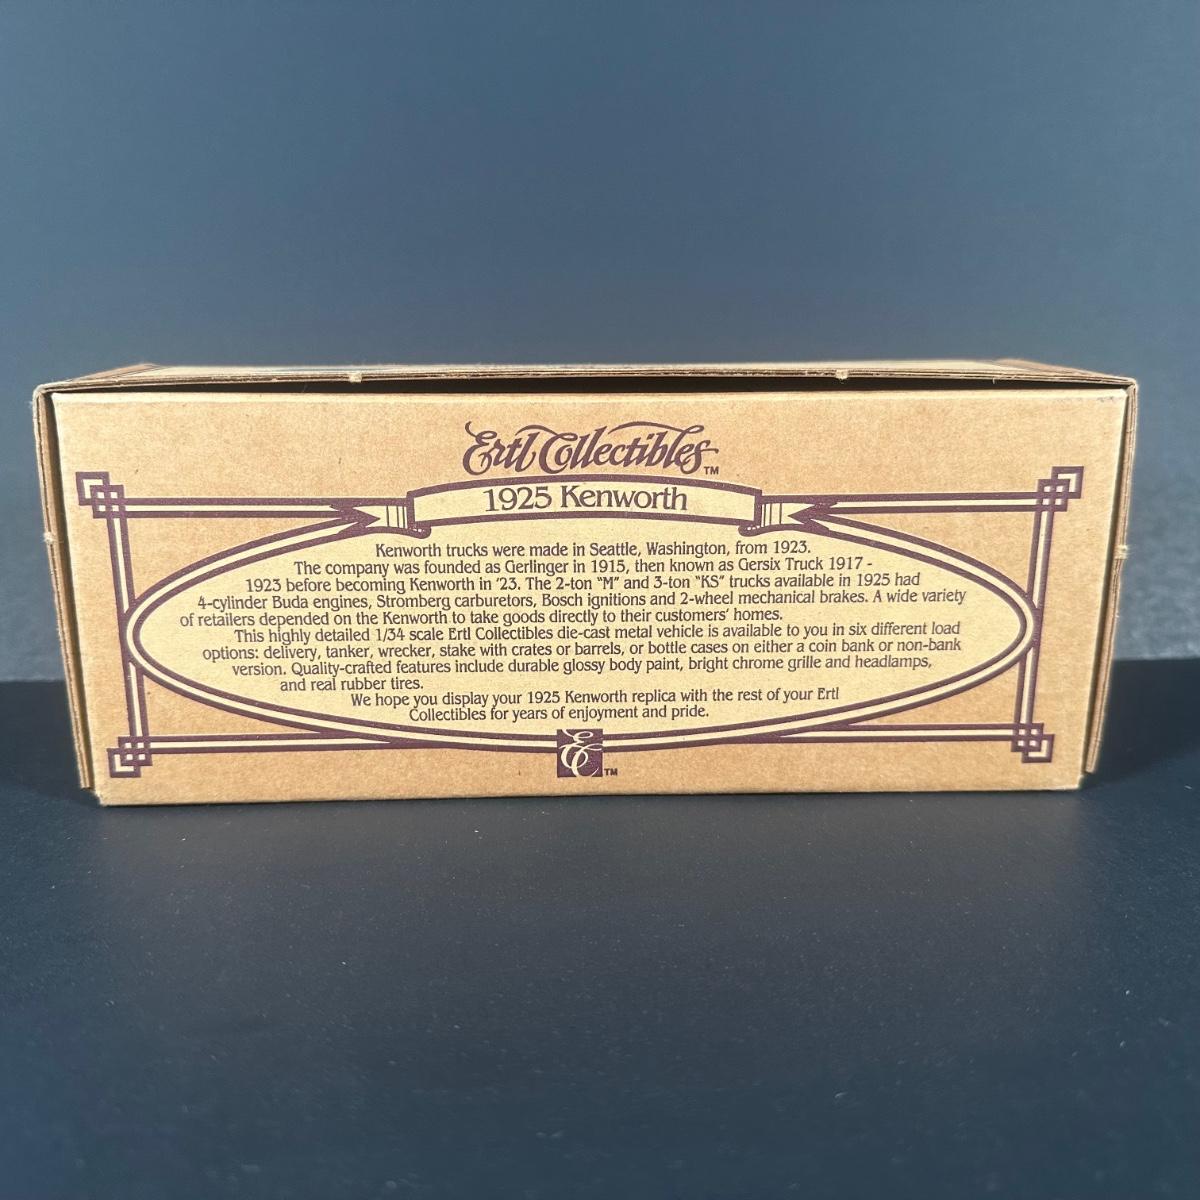 Ertl Collectibles™
1925 Kenworth
Kenworth trucks were made in Seattle, Washington, from 1923.
The company was founded as Gerlinger in 1915, then known as Gersix Truck 1917 -
1923 before becoming Kenworth in '23. The 2-ton "M" and 3-ton "KS" trucks available in 1925 had
4-cylinder Buda engines, Stromberg carburetors, Bosch ignitions and 2-wheel mechanical brakes. A wide variety
of retailers depended on the Kenworth to take goods directly to their customers' homes.
This highly detailed 1/34 scale Ertl Collectibles die-cast metal vehicle is available to you in six different load
options: delivery, tanker, wrecker, stake with crates or barrels, or bottle cases on either a coin bank or non-bank
version. Quality-crafted features include durable glossy body paint, bright chrome grille and headlamps,
and real rubber tires.
We hope you display your 1925 Kenworth replica with the rest of your Ertl
Collectibles for years of enjoyment and pride.
EC™